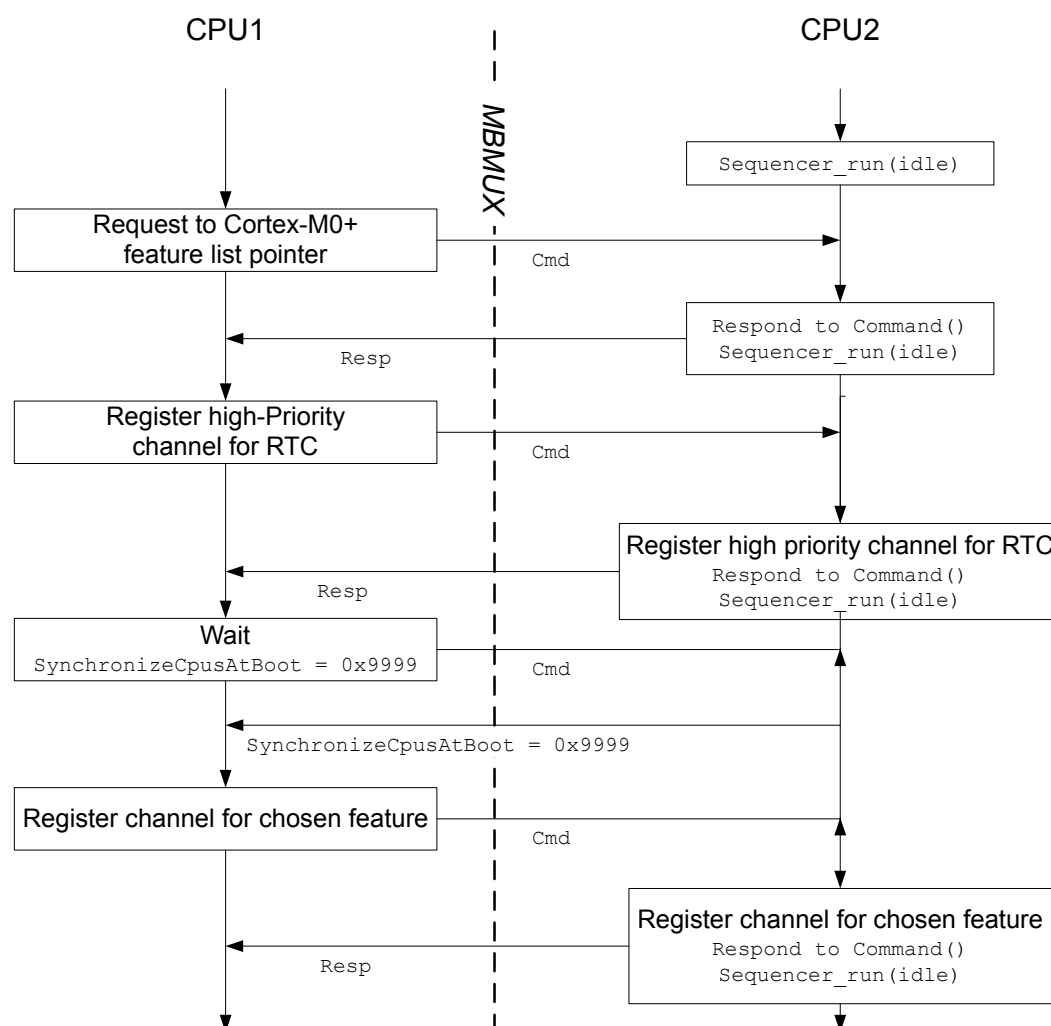 CPU1
CPU2
MBMUX
Sequencer_run(idle)
Request to Cortex-M0+
feature list pointer
Cmd
Respond to Command()
Sequencer_run(idle)
Resp
Register high-Priority
channel for RTC
Cmd
Register high priority channel for RTC
Respond to Command()
Sequencer_run(idle)
Resp
Wait
SynchronizeCpusAtBoot = 0x9999
Cmd
SynchronizeCpusAtBoot = 0x9999
Register channel for chosen feature
Cmd
Register channel for chosen feature
Respond to Command()
Sequencer_run(idle)
Resp